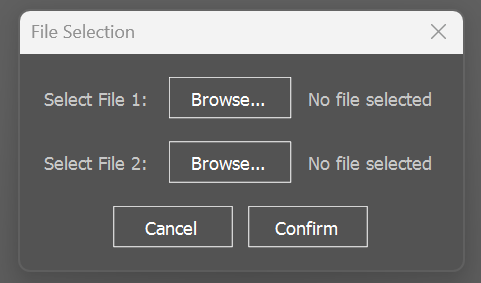 File Selection
Select File 1: Browse... No file selected
Select File 2: Browse... No file selected
Cancel Confirm